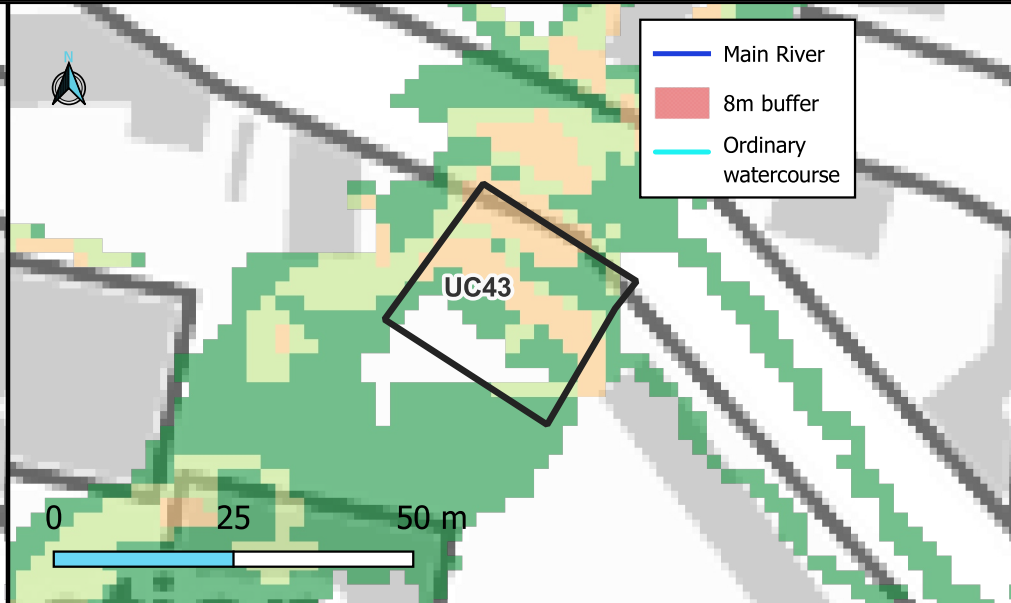 N
Main River
8m buffer
Ordinary
watercourse
UC43
0 25 50 m